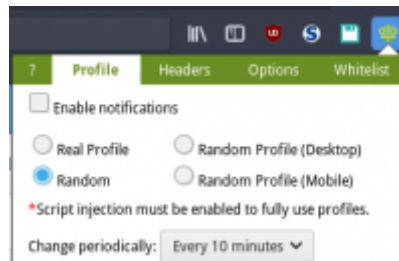 ? Profile Headers Options Whitelist
Enable notifications
Real Profile Random Profile (Desktop)
Random Random Profile (Mobile)
*Script injection must be enabled to fully use profiles.
Change periodically: Every 10 minutes